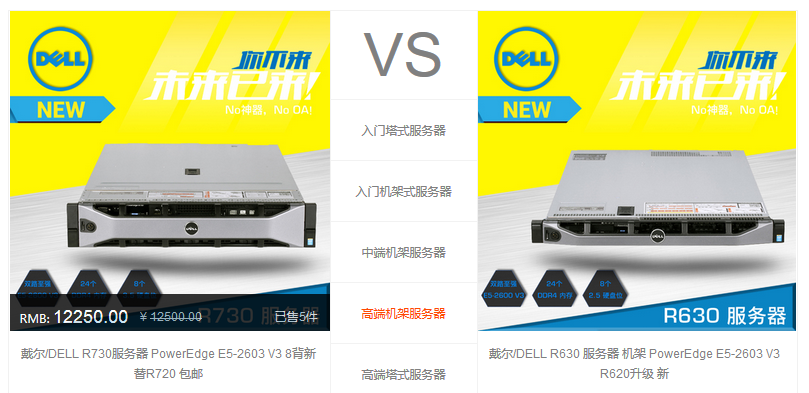 DELL
你不来
未来已来!
NEW
No神器，No DA!
双路至强
24个
8个
RMB: 12250.00
¥ 12500.00
已售5件
R730 服务器
戴尔/DELL R730服务器 PowerEdge E5-2603 V3 8背新
替R720 包邮
VS
入门塔式服务器
入门机架式服务器
中端机架服务器
高端机架服务器
高端塔式服务器
DELL
你不来
未来已来!
NEW
No神器，No DA!
双路至强
E5-2600 V3
24个
DDR4 内存
8个
2.5 硬盘位
R630 服务器
戴尔/DELL R630 服务器 机架 PowerEdge E5-2603 V3
R620升级 新